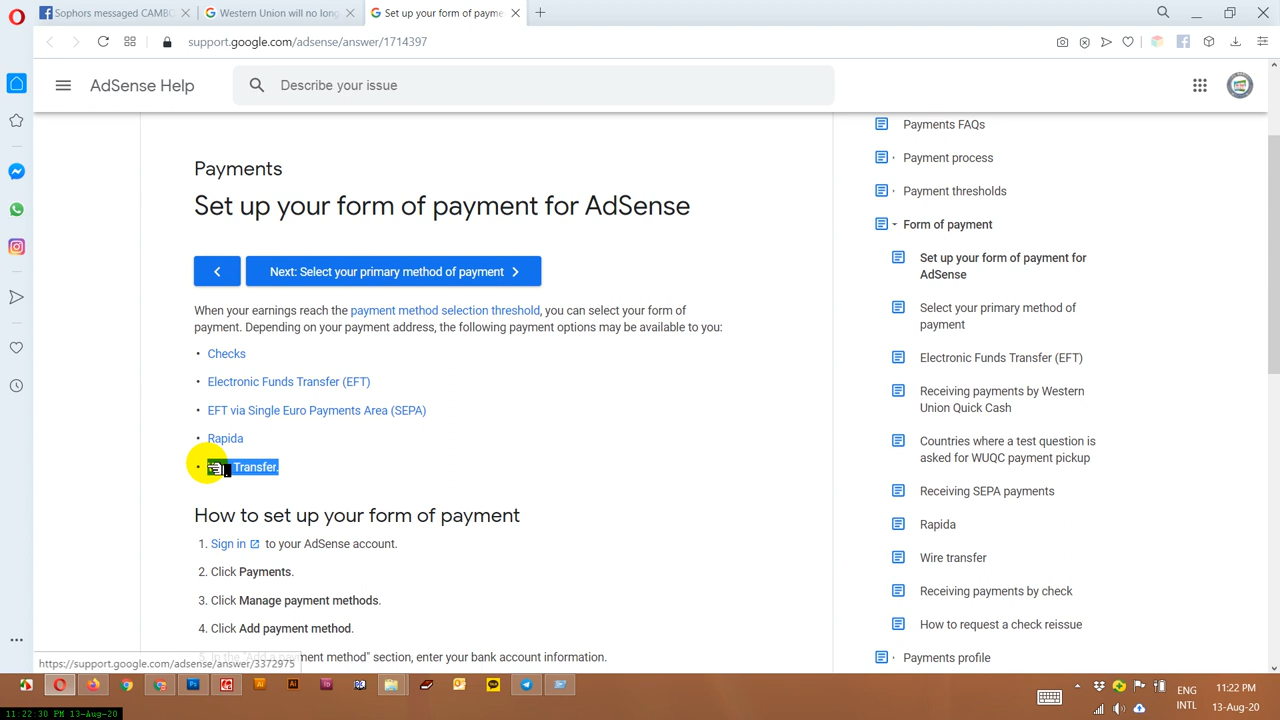 Sophors messaged CAMBO
Western Union will no long
Set up your form of payme
support.google.com/adsense/answer/1714397
AdSense Help
Describe your issue
Payments
Set up your form of payment for AdSense
Next: Select your primary method of payment
When your earnings reach the payment method selection threshold, you can select your form of
payment. Depending on your payment address, the following payment options may be available to you:
• Checks
• Electronic Funds Transfer (EFT)
• EFT via Single Euro Payments Area (SEPA)
• Rapida
• Transfer.
How to set up your form of payment
1. Sign in to your AdSense account.
2. Click Payments.
3. Click Manage payment methods.
4. Click Add payment method.
5. In the "Add a payment method" section, enter your bank account information.
https://support.google.com/adsense/answer/3372975
Payments FAQs
Payment process
Payment thresholds
Form of payment
Set up your form of payment for
AdSense
Select your primary method of
payment
Electronic Funds Transfer (EFT)
Receiving payments by Western
Union Quick Cash
Countries where a test question is
asked for WUQC payment pickup
Receiving SEPA payments
Rapida
Wire transfer
Receiving payments by check
How to request a check reissue
Payments profile
ENG
INTL
11:22 PM
13-Aug-20
11:22:30 PM 13-Aug-20